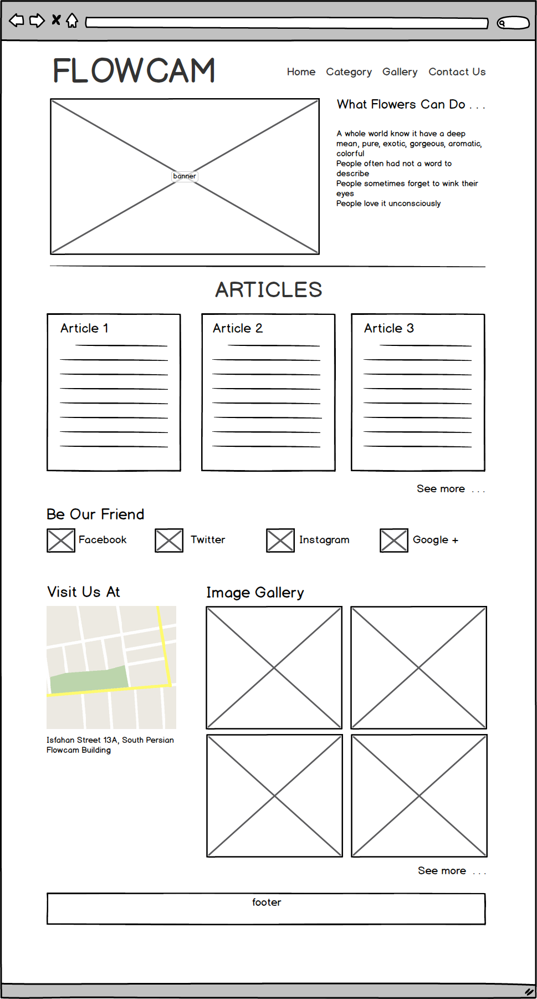 FLOWCAM
Home Category Gallery Contact Us
banner
What Flowers Can Do . . .
A whole world know it have a deep
mean, pure, exotic, gorgeous, aromatic,
colorful
People often had not a word to
describe
People sometimes forget to wink their
eyes
People love it unconsciously
ARTICLES
Article 1
Article 2
Article 3
See more . . .
Be Our Friend
Facebook
Twitter
Instagram
Google +
Visit Us At
Isfahan Street 13A, South Persian
Flowcam Building
Image Gallery
See more . . .
footer